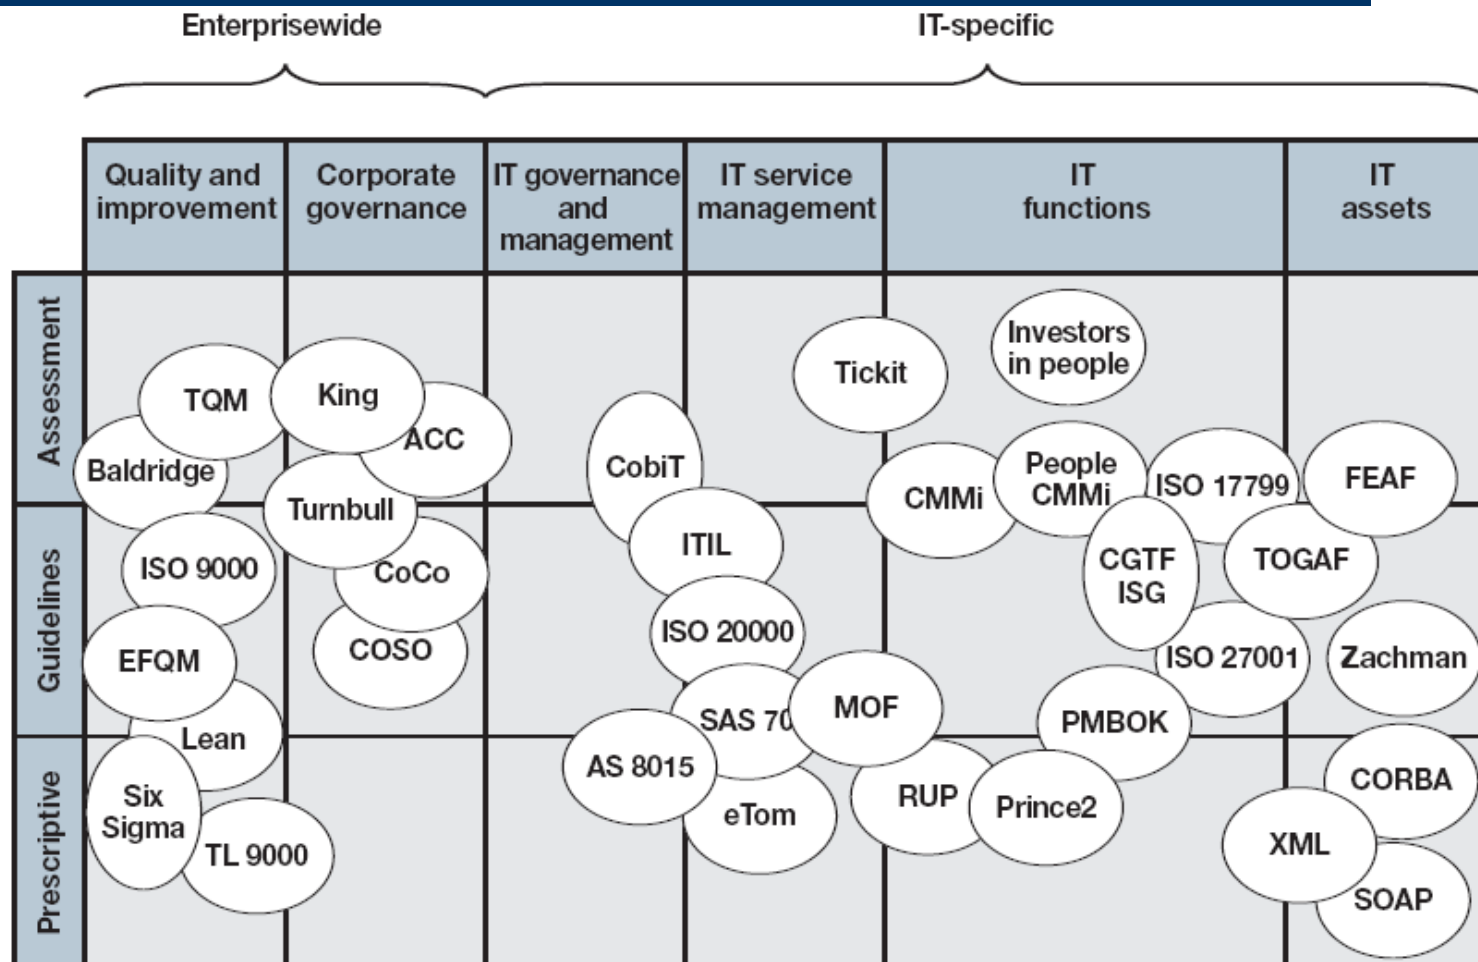 Enterprisewide
IT-specific
Quality and
improvement
Corporate
governance
IT governance
and
management
IT service
management
IT
functions
IT
assets
Assessment
Guidelines
Prescriptive
TQM
King
ACC
Baldridge
Turnbull
CobiT
Tickit
Investors
in people
CMMi
People
CMMi
ISO 17799
FEAF
ISO 9000
CoCo
EFQM
COSO
Lean
ITIL
ISO 20000
SAS 70
MOF
CGTF
ISG
TOGAF
ISO 27001
Zachman
PMBOK
Six
Sigma
TL 9000
AS 8015
eTom
RUP
Prince2
CORBA
XML
SOAP